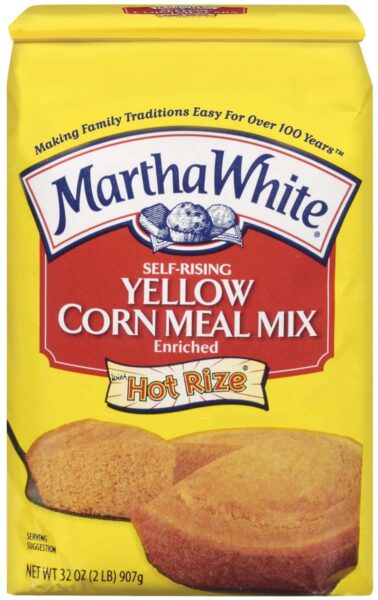 Making Family Traditions Easy For Over 100 Years™
Martha White®
SELF-RISING
YELLOW
CORN MEAL MIX
Enriched
with Hot Rize®
SERVING
SUGGESTION
NET WT 32 OZ (2 LB) 907g